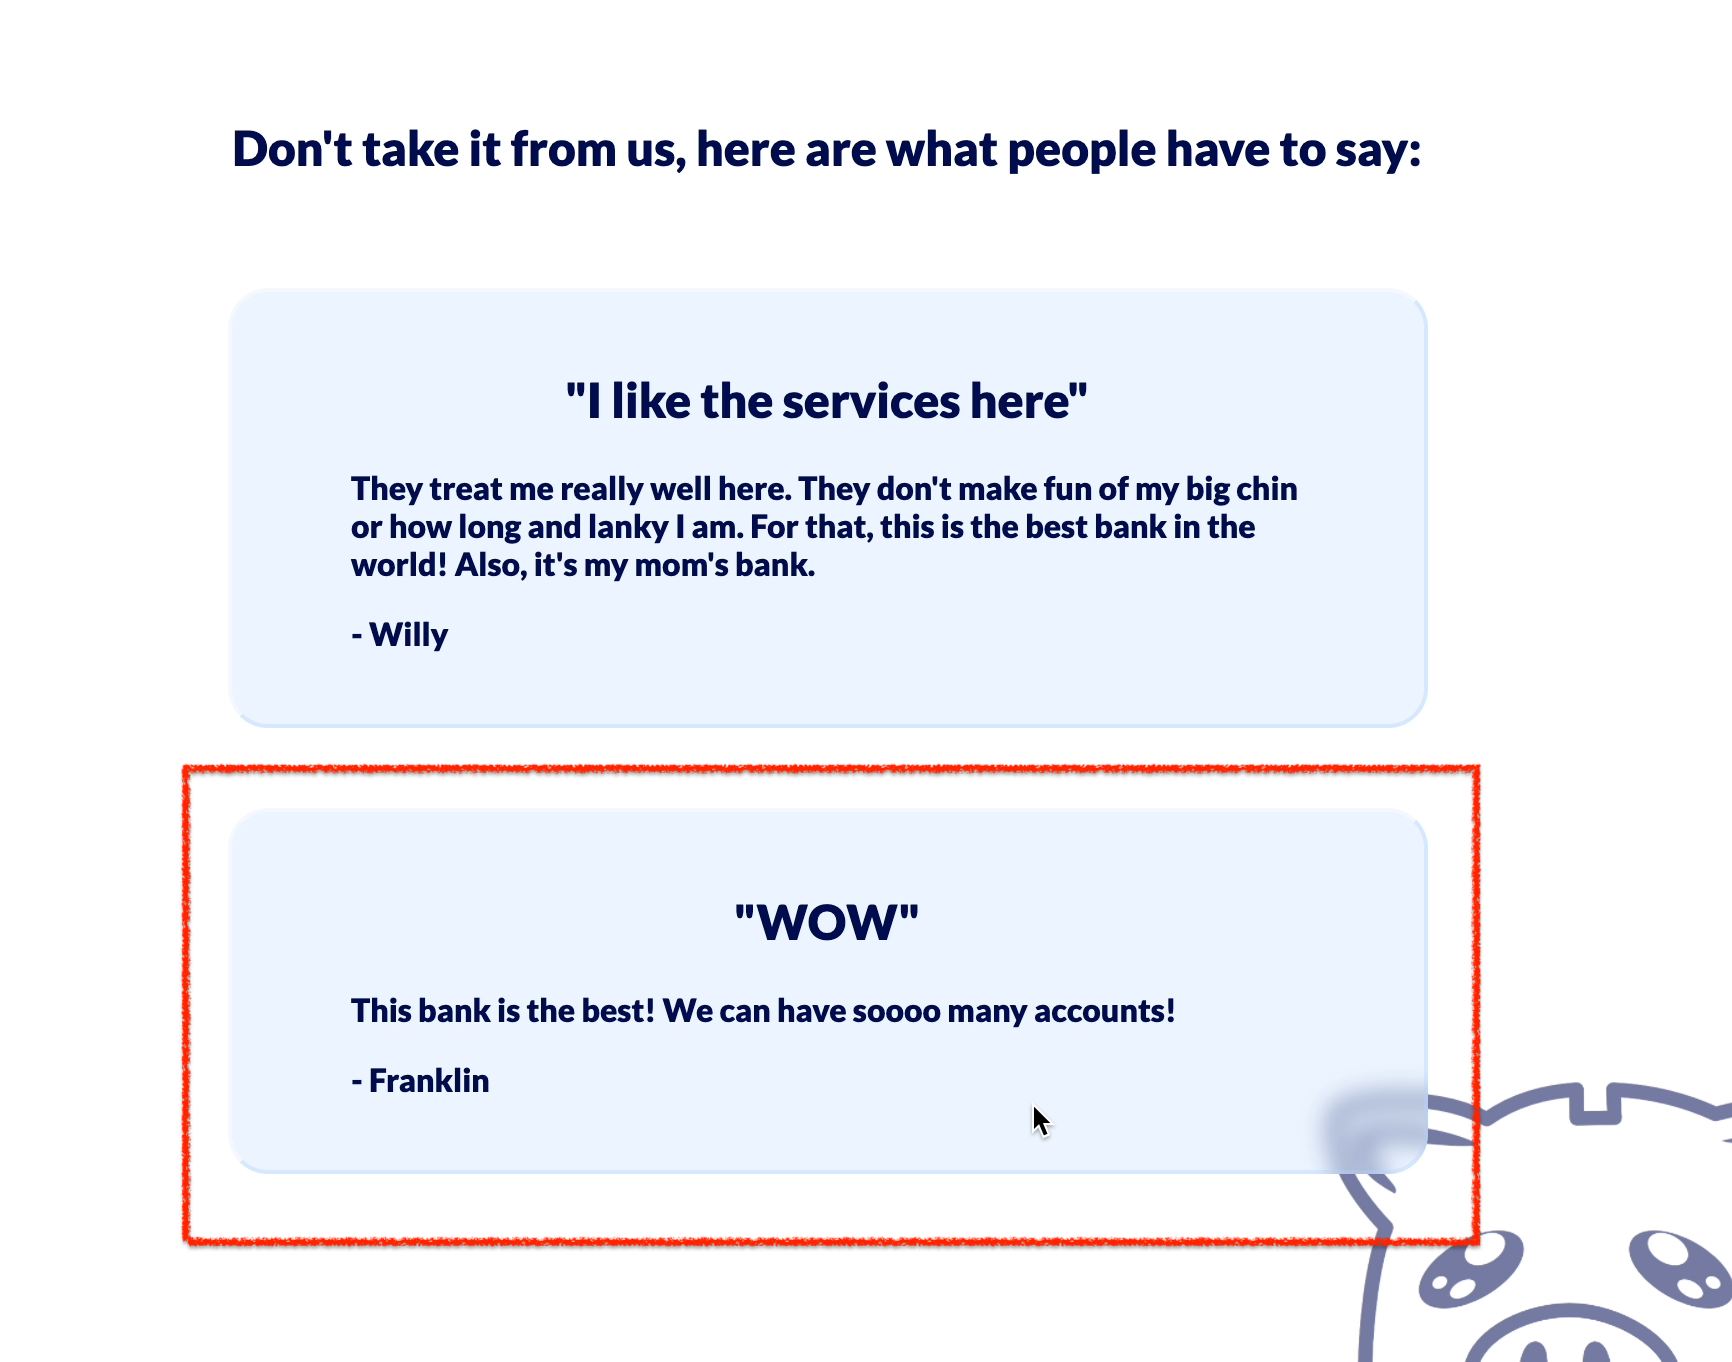 Don't take it from us, here are what people have to say:
"I like the services here"
They treat me really well here. They don't make fun of my big chin
or how long and lanky I am. For that, this is the best bank in the
world! Also, it's my mom's bank.
- Willy
"WOW"
This bank is the best! We can have soooo many accounts!
- Franklin